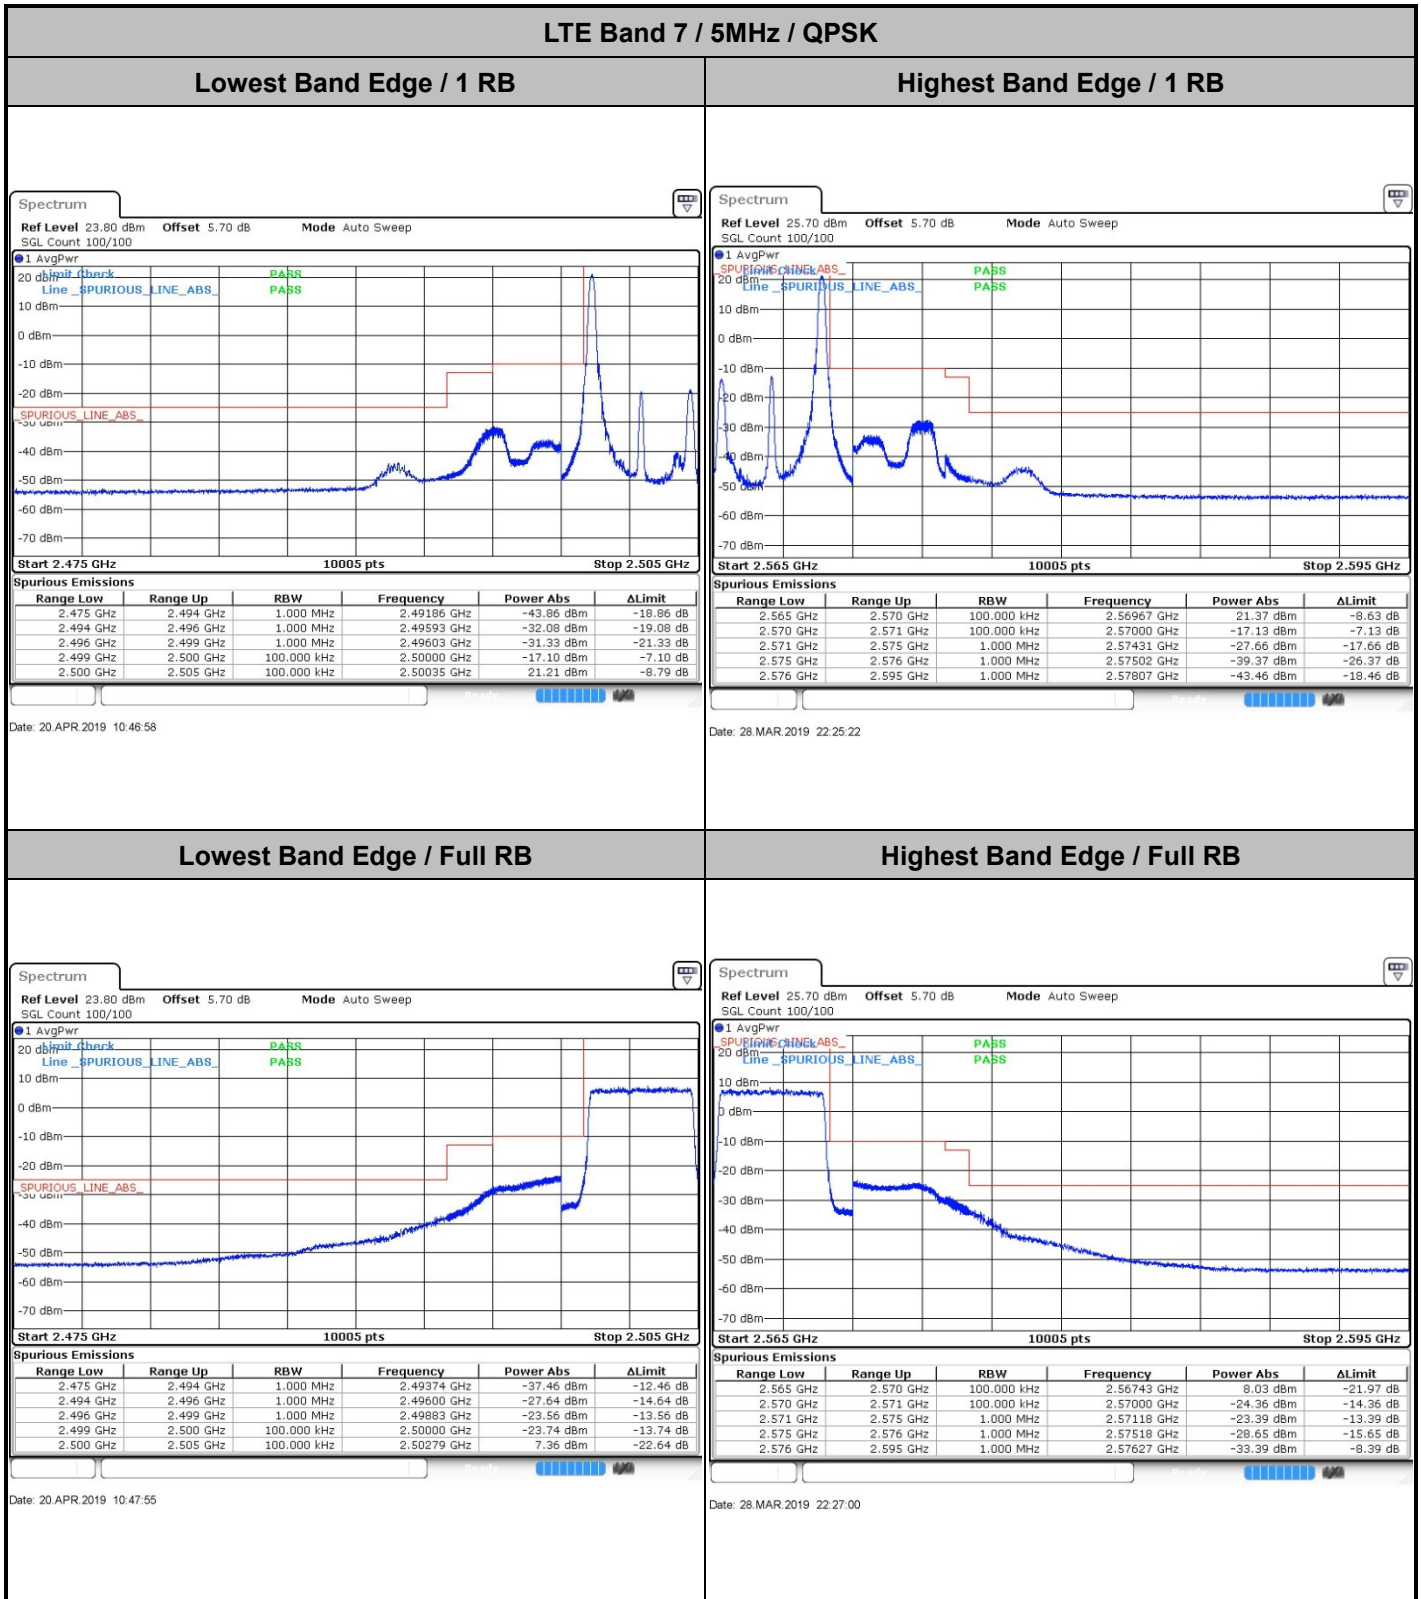 LTE Band 7 / 5MHz / QPSK
Lowest Band Edge / 1 RB
Highest Band Edge / 1 RB
Spectrum
Ref Level 23.80 dBm Offset 5.70 dB Mode Auto Sweep
SGL Count 100/100
1 AvgPwr
Limit Check PASS
Line _SPURIOUS_LINE_ABS_ PASS
20 dBm
10 dBm
0 dBm
-10 dBm
-20 dBm
_SPURIOUS_LINE_ABS_
-30 dBm
-40 dBm
-50 dBm
-60 dBm
-70 dBm
Start 2.475 GHz 10005 pts Stop 2.505 GHz
Spurious Emissions
Range Low Range Up RBW Frequency Power Abs ΔLimit
2.475 GHz 2.494 GHz 1.000 MHz 2.49186 GHz -43.86 dBm -18.86 dB
2.494 GHz 2.496 GHz 1.000 MHz 2.49593 GHz -32.08 dBm -19.08 dB
2.496 GHz 2.499 GHz 1.000 MHz 2.49603 GHz -31.33 dBm -21.33 dB
2.499 GHz 2.500 GHz 100.000 kHz 2.50000 GHz -17.10 dBm -7.10 dB
2.500 GHz 2.505 GHz 100.000 kHz 2.50035 GHz 21.21 dBm -8.79 dB
Ready
Date: 20.APR.2019 10:46:58
Spectrum
Ref Level 25.70 dBm Offset 5.70 dB Mode Auto Sweep
SGL Count 100/100
1 AvgPwr
_SPURIOUS_LINE_ABS_
Limit Check PASS
Line _SPURIOUS_LINE_ABS_ PASS
20 dBm
10 dBm
0 dBm
-10 dBm
-20 dBm
-30 dBm
-40 dBm
-50 dBm
-60 dBm
-70 dBm
Start 2.565 GHz 10005 pts Stop 2.595 GHz
Spurious Emissions
Range Low Range Up RBW Frequency Power Abs ΔLimit
2.565 GHz 2.570 GHz 100.000 kHz 2.56967 GHz 21.37 dBm -8.63 dB
2.570 GHz 2.571 GHz 100.000 kHz 2.57000 GHz -17.13 dBm -7.13 dB
2.571 GHz 2.575 GHz 1.000 MHz 2.57431 GHz -27.66 dBm -17.66 dB
2.575 GHz 2.576 GHz 1.000 MHz 2.57502 GHz -39.37 dBm -26.37 dB
2.576 GHz 2.595 GHz 1.000 MHz 2.57807 GHz -43.46 dBm -18.46 dB
Ready
Date: 28.MAR.2019 22:25:22
Lowest Band Edge / Full RB
Highest Band Edge / Full RB
Spectrum
Ref Level 23.80 dBm Offset 5.70 dB Mode Auto Sweep
SGL Count 100/100
1 AvgPwr
Limit Check PASS
Line _SPURIOUS_LINE_ABS_ PASS
20 dBm
10 dBm
0 dBm
-10 dBm
-20 dBm
_SPURIOUS_LINE_ABS_
-30 dBm
-40 dBm
-50 dBm
-60 dBm
-70 dBm
Start 2.475 GHz 10005 pts Stop 2.505 GHz
Spurious Emissions
Range Low Range Up RBW Frequency Power Abs ΔLimit
2.475 GHz 2.494 GHz 1.000 MHz 2.49374 GHz -37.46 dBm -12.46 dB
2.494 GHz 2.496 GHz 1.000 MHz 2.49600 GHz -27.64 dBm -14.64 dB
2.496 GHz 2.499 GHz 1.000 MHz 2.49883 GHz -23.56 dBm -13.56 dB
2.499 GHz 2.500 GHz 100.000 kHz 2.50000 GHz -23.74 dBm -13.74 dB
2.500 GHz 2.505 GHz 100.000 kHz 2.50279 GHz 7.36 dBm -22.64 dB
Ready
Date: 20.APR.2019 10:47:55
Spectrum
Ref Level 25.70 dBm Offset 5.70 dB Mode Auto Sweep
SGL Count 100/100
1 AvgPwr
_SPURIOUS_LINE_ABS_
Limit Check PASS
Line _SPURIOUS_LINE_ABS_ PASS
20 dBm
10 dBm
0 dBm
-10 dBm
-20 dBm
-30 dBm
-40 dBm
-50 dBm
-60 dBm
-70 dBm
Start 2.565 GHz 10005 pts Stop 2.595 GHz
Spurious Emissions
Range Low Range Up RBW Frequency Power Abs ΔLimit
2.565 GHz 2.570 GHz 100.000 kHz 2.56743 GHz 8.03 dBm -21.97 dB
2.570 GHz 2.571 GHz 100.000 kHz 2.57000 GHz -24.36 dBm -14.36 dB
2.571 GHz 2.575 GHz 1.000 MHz 2.57118 GHz -23.39 dBm -13.39 dB
2.575 GHz 2.576 GHz 1.000 MHz 2.57518 GHz -28.65 dBm -15.65 dB
2.576 GHz 2.595 GHz 1.000 MHz 2.57627 GHz -33.39 dBm -8.39 dB
Ready
Date: 28.MAR.2019 22:27:00